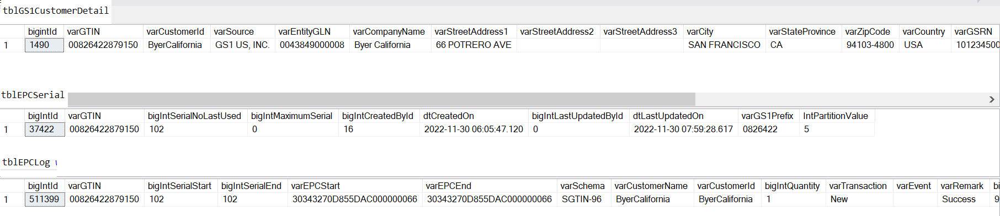 tblGS1CustomerDetail
bigintId varGTIN varCustomerId varSource varEntityGLN varCompanyName varStreetAddress1 varStreetAddress2 varStreetAddress3 varCity varStateProvince varZipCode varCountry varGSRN
1 1490 00826422879150 ByerCalifornia GS1 US, INC. 0043849000008 Byer California 66 POTRERO AVE SAN FRANCISCO CA 94103-4800 USA 101234500
tblEPCSerial
bigIntId varGTIN bigIntSerialNoLastUsed bigIntMaximumSerial bigIntCreatedById dtCreatedOn bigIntLastUpdatedById dtLastUpdatedOn varGS1Prefix IntPartitionValue
1 37422 00826422879150 102 0 16 2022-11-30 06:05:47.120 0 2022-11-30 07:59:28.617 0826422 5
tblEPCLog
bigIntId varGTIN bigIntSerialStart bigIntSerialEnd varEPCStart varEPCEnd varSchema varCustomerName varCustomerId bigIntQuantity varTransaction varEvent varRemark bi
1 511399 00826422879150 102 102 30343270D855DAC000000066 30343270D855DAC000000066 SGTIN-96 ByerCalifornia ByerCalifornia 1 New Success 9